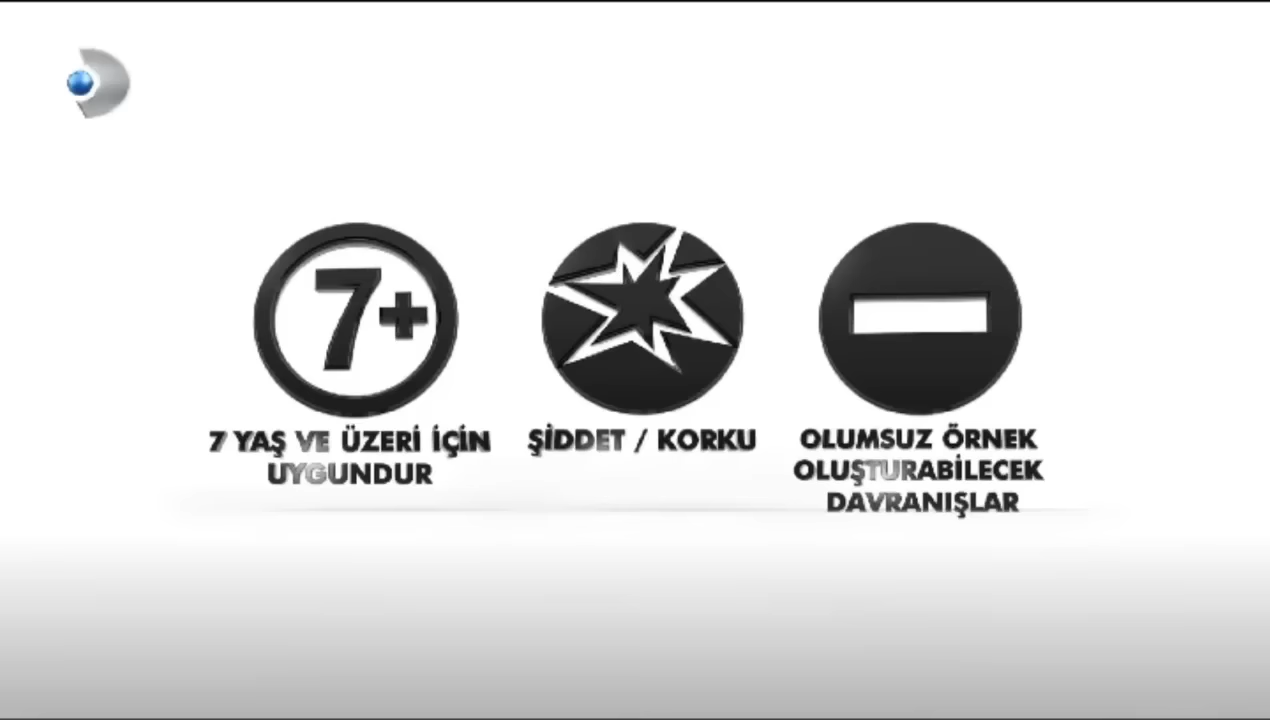 7+
7 YAŞ VE ÜZERİ İÇİN
UYGUNDUR
ŞİDDET / KORKU
OLUMSUZ ÖRNEK
OLUŞTURABİLECEK
DAVRANIŞLAR